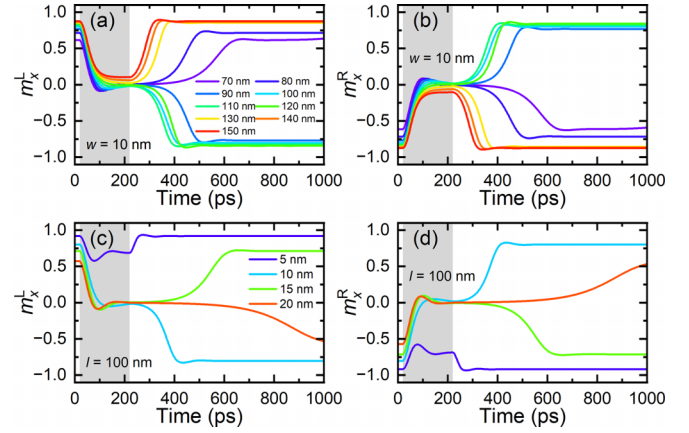 (a)
m_x^L
1.0
0.5
0.0
−0.5
−1.0
70 nm 80 nm
90 nm 100 nm
110 nm 120 nm
130 nm 140 nm
150 nm
w = 10 nm
0 200 400 600 800 1000
Time (ps)
(b)
m_x^R
1.0
0.5
0.0
−0.5
−1.0
w = 10 nm
0 200 400 600 800 1000
Time (ps)
(c)
m_x^L
1.0
0.5
0.0
−0.5
−1.0
5 nm
10 nm
15 nm
20 nm
l = 100 nm
0 200 400 600 800 1000
Time (ps)
(d)
m_x^R
1.0
0.5
0.0
−0.5
−1.0
l = 100 nm
0 200 400 600 800 1000
Time (ps)